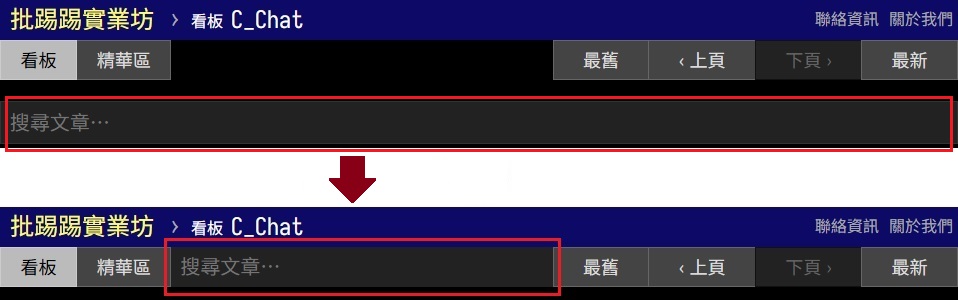 批踢踢實業坊 › 看板 C_Chat 聯絡資訊 關於我們
看板 精華區 最舊 ‹ 上頁 下頁 › 最新
搜尋文章⋯
批踢踢實業坊 › 看板 C_Chat 聯絡資訊 關於我們
看板 精華區 搜尋文章⋯ 最舊 ‹ 上頁 下頁 › 最新